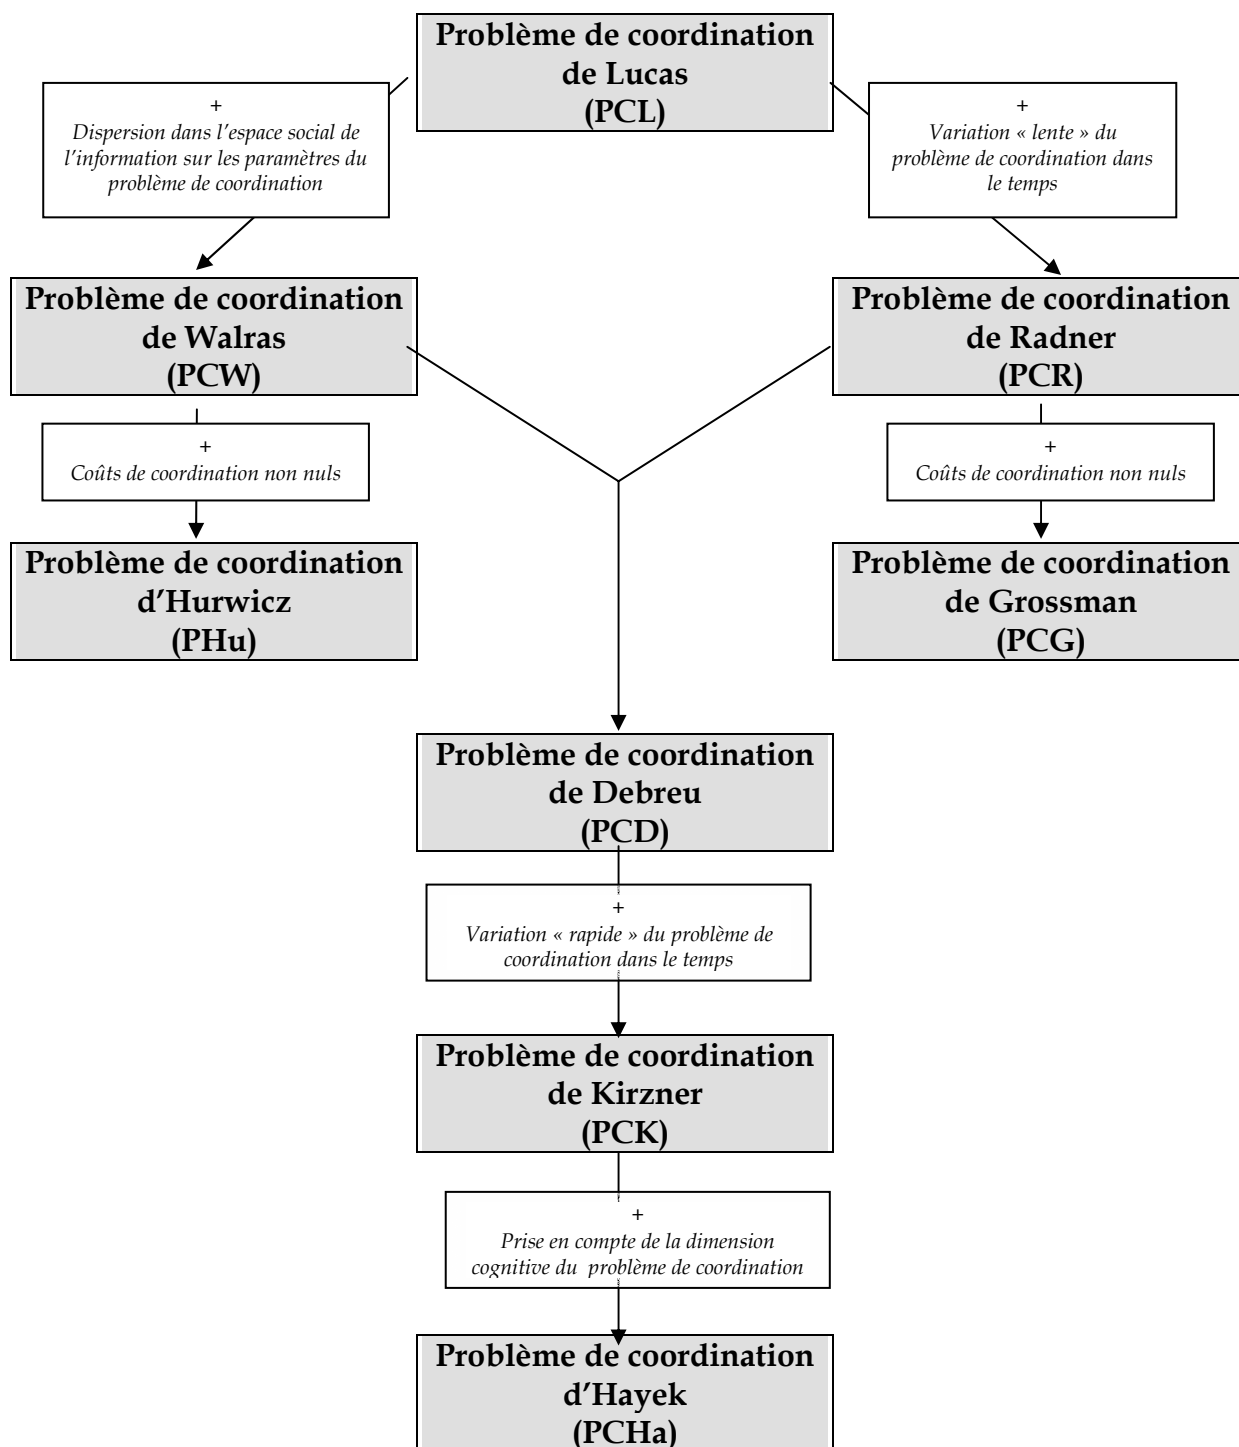 Problème de coordination
de Lucas
(PCL)
+
Dispersion dans l'espace social de
l'information sur les paramètres du
problème de coordination
+
Variation « lente » du
problème de coordination dans
le temps
Problème de coordination
de Walras
(PCW)
Problème de coordination
de Radner
(PCR)
+
Coûts de coordination non nuls
+
Coûts de coordination non nuls
Problème de coordination
d'Hurwicz
(PHu)
Problème de coordination
de Grossman
(PCG)
Problème de coordination
de Debreu
(PCD)
+
Variation « rapide » du problème de
coordination dans le temps
Problème de coordination
de Kirzner
(PCK)
+
Prise en compte de la dimension
cognitive du problème de coordination
Problème de coordination
d'Hayek
(PCHa)